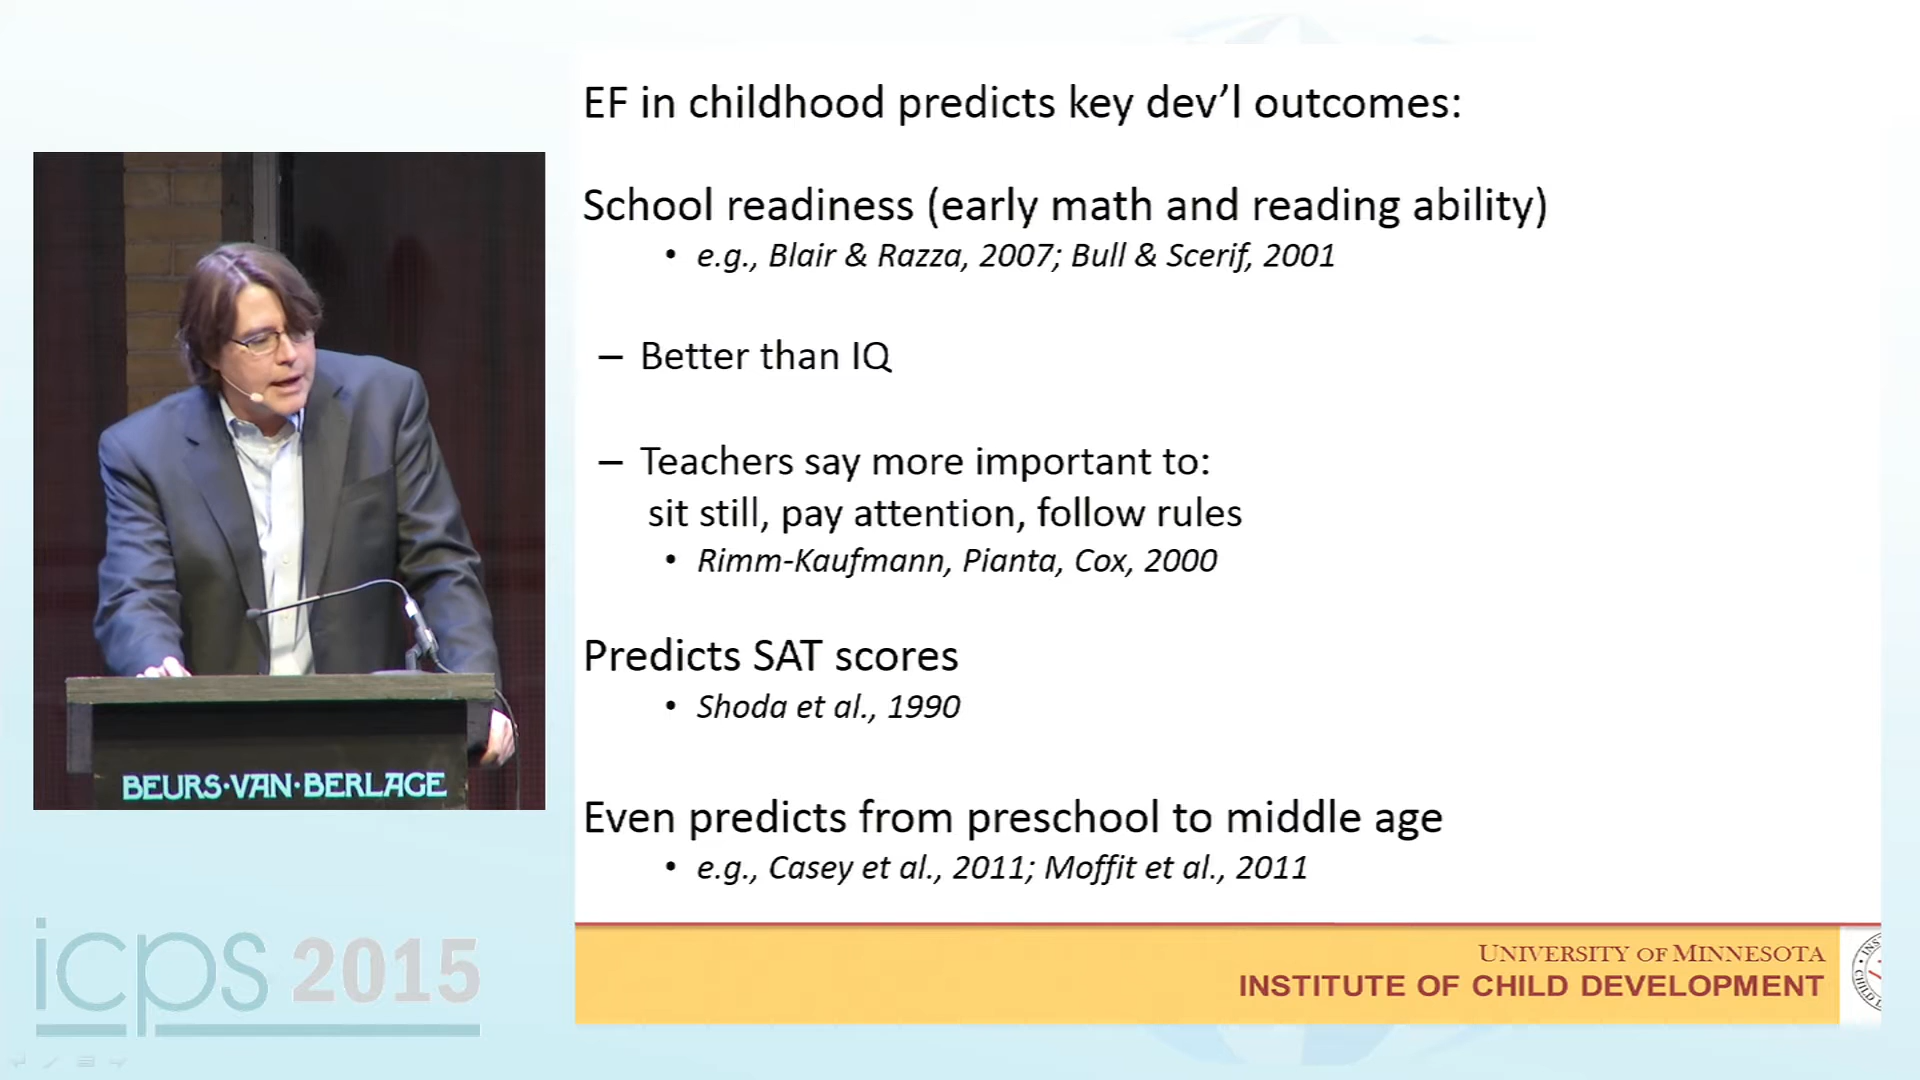 EF in childhood predicts key dev’l outcomes:
School readiness (early math and reading ability)
• e.g., Blair & Razza, 2007; Bull & Scerif, 2001
– Better than IQ
– Teachers say more important to:
sit still, pay attention, follow rules
• Rimm-Kaufmann, Pianta, Cox, 2000
Predicts SAT scores
• Shoda et al., 1990
Even predicts from preschool to middle age
• e.g., Casey et al., 2011; Moffit et al., 2011
BEURS·VAN·BERLAGE
icps 2015
UNIVERSITY OF MINNESOTA
INSTITUTE OF CHILD DEVELOPMENT